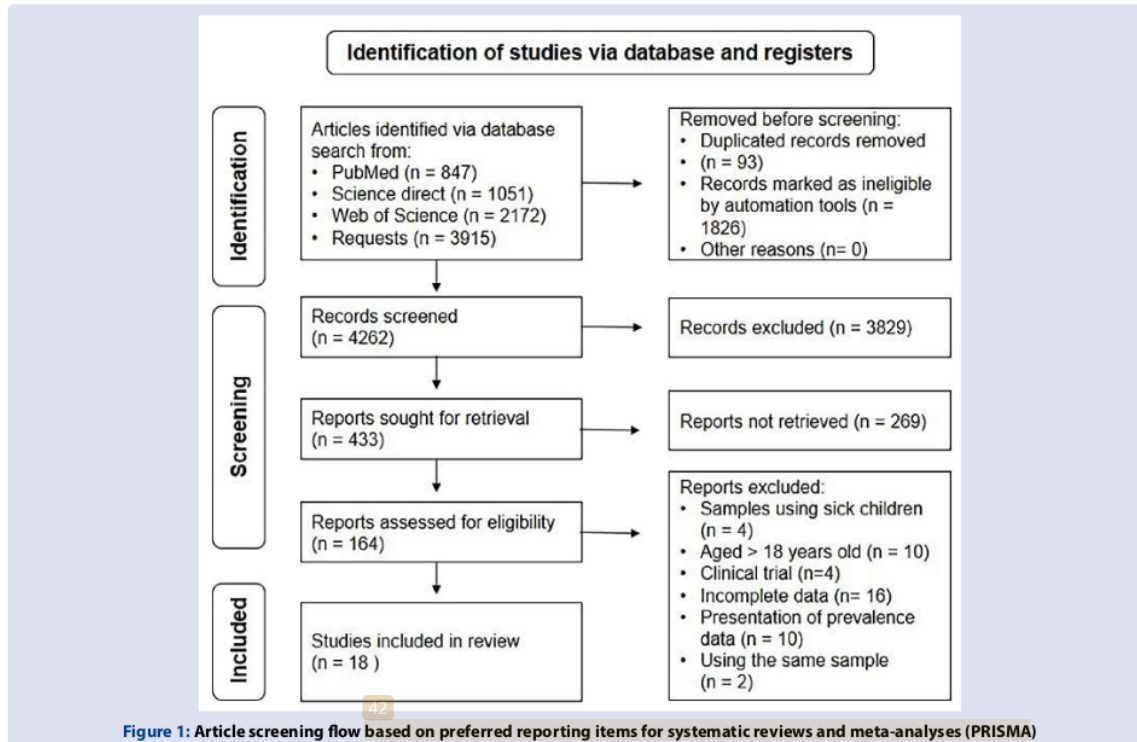 Identification of studies via database and registers
Identification
Articles identified via database
search from:
• PubMed (n = 847)
• Science direct (n = 1051)
• Web of Science (n = 2172)
• Requests (n = 3915)
Removed before screening:
• Duplicated records removed
• (n = 93)
• Records marked as ineligible
by automation tools (n =
1826)
• Other reasons (n= 0)
Screening
Records screened
(n = 4262)
Records excluded (n = 3829)
Reports sought for retrieval
(n = 433)
Reports not retrieved (n = 269)
Reports assessed for eligibility
(n = 164)
Reports excluded:
• Samples using sick children
(n = 4)
• Aged > 18 years old (n = 10)
• Clinical trial (n=4)
• Incomplete data (n= 16)
• Presentation of prevalence
data (n = 10)
• Using the same sample
(n = 2)
Included
Studies included in review
(n = 18 )
42
Figure 1: Article screening flow based on preferred reporting items for systematic reviews and meta-analyses (PRISMA)